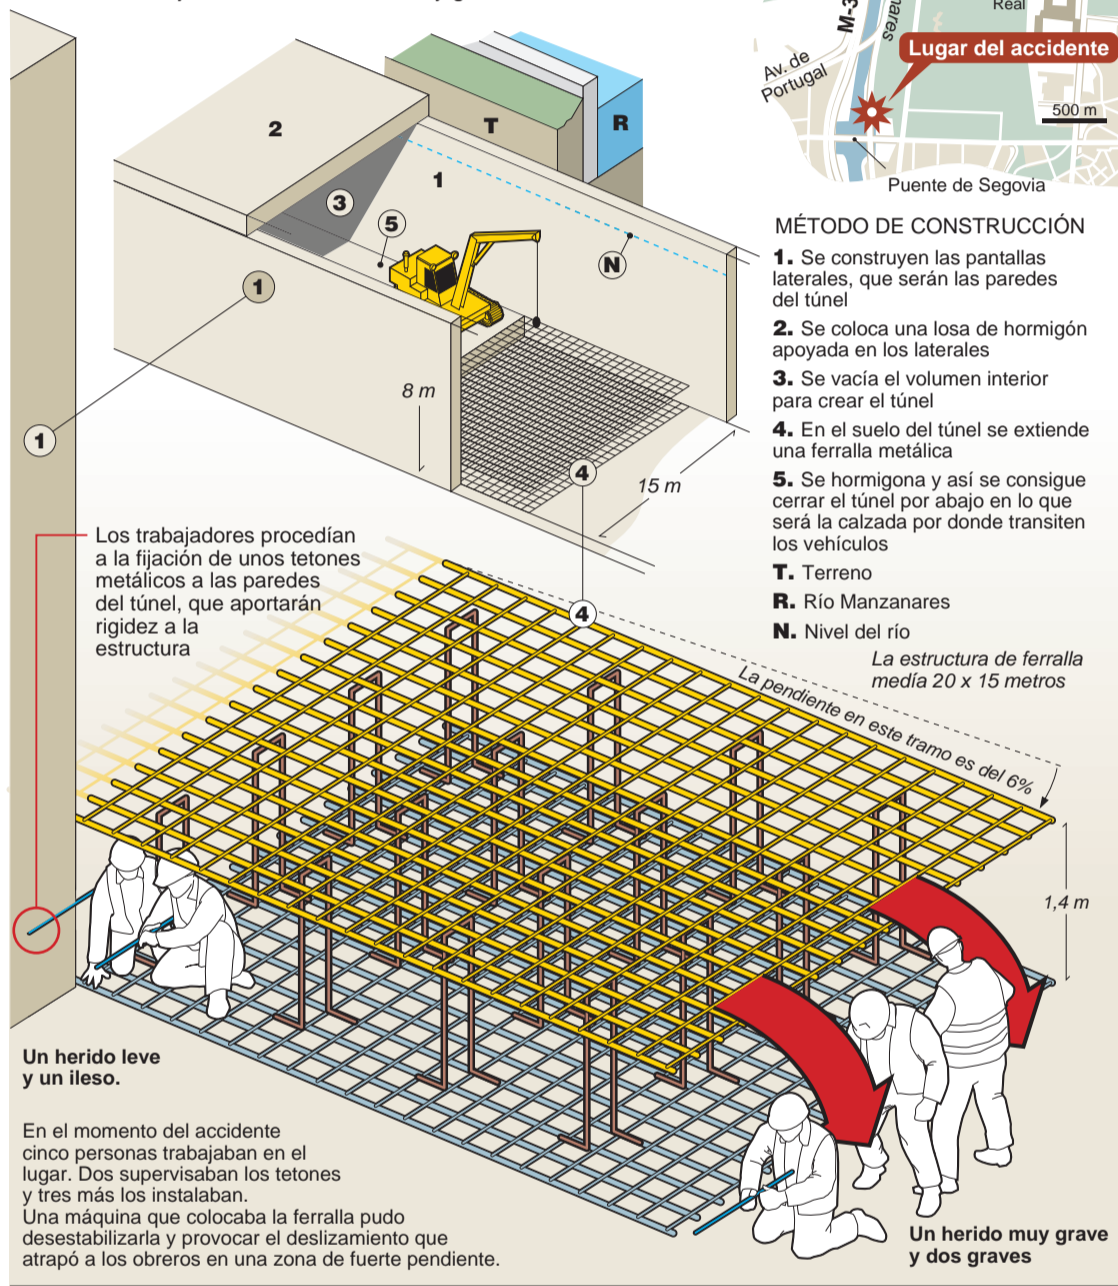 M-3
nares
Real
Lugar del accidente
Av. de
Portugal
500 m
Puente de Segovia
2
T
R
1
3
5
N
1
8 m
1
4
15 m
MÉTODO DE CONSTRUCCIÓN
1. Se construyen las pantallas
laterales, que serán las paredes
del túnel
2. Se coloca una losa de hormigón
apoyada en los laterales
3. Se vacía el volumen interior
para crear el túnel
4. En el suelo del túnel se extiende
una ferralla metálica
5. Se hormigona y así se consigue
cerrar el túnel por abajo en lo que
será la calzada por donde transiten
los vehículos
T. Terreno
R. Río Manzanares
N. Nivel del río
La estructura de ferralla
medía 20 x 15 metros
Los trabajadores procedían
a la fijación de unos tetones
metálicos a las paredes
del túnel, que aportarán
rigidez a la
estructura
4
La pendiente en este tramo es del 6%
1,4 m
Un herido leve
y un ileso.
En el momento del accidente
cinco personas trabajaban en el
lugar. Dos supervisaban los tetones
y tres más los instalaban.
Una máquina que colocaba la ferralla pudo
desestabilizarla y provocar el deslizamiento que
atrapó a los obreros en una zona de fuerte pendiente.
Un herido muy grave
y dos graves